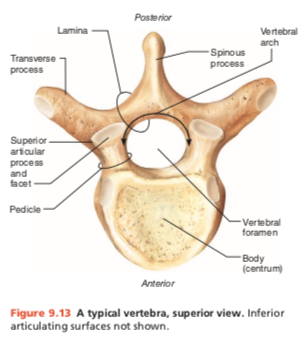 Posterior
Lamina
Vertebral
arch
Transverse
process
Spinous
process
Superior
articular
process
and
facet
Pedicle
Vertebral
foramen
Body
(centrum)
Anterior
Figure 9.13 A typical vertebra, superior view. Inferior
articulating surfaces not shown.